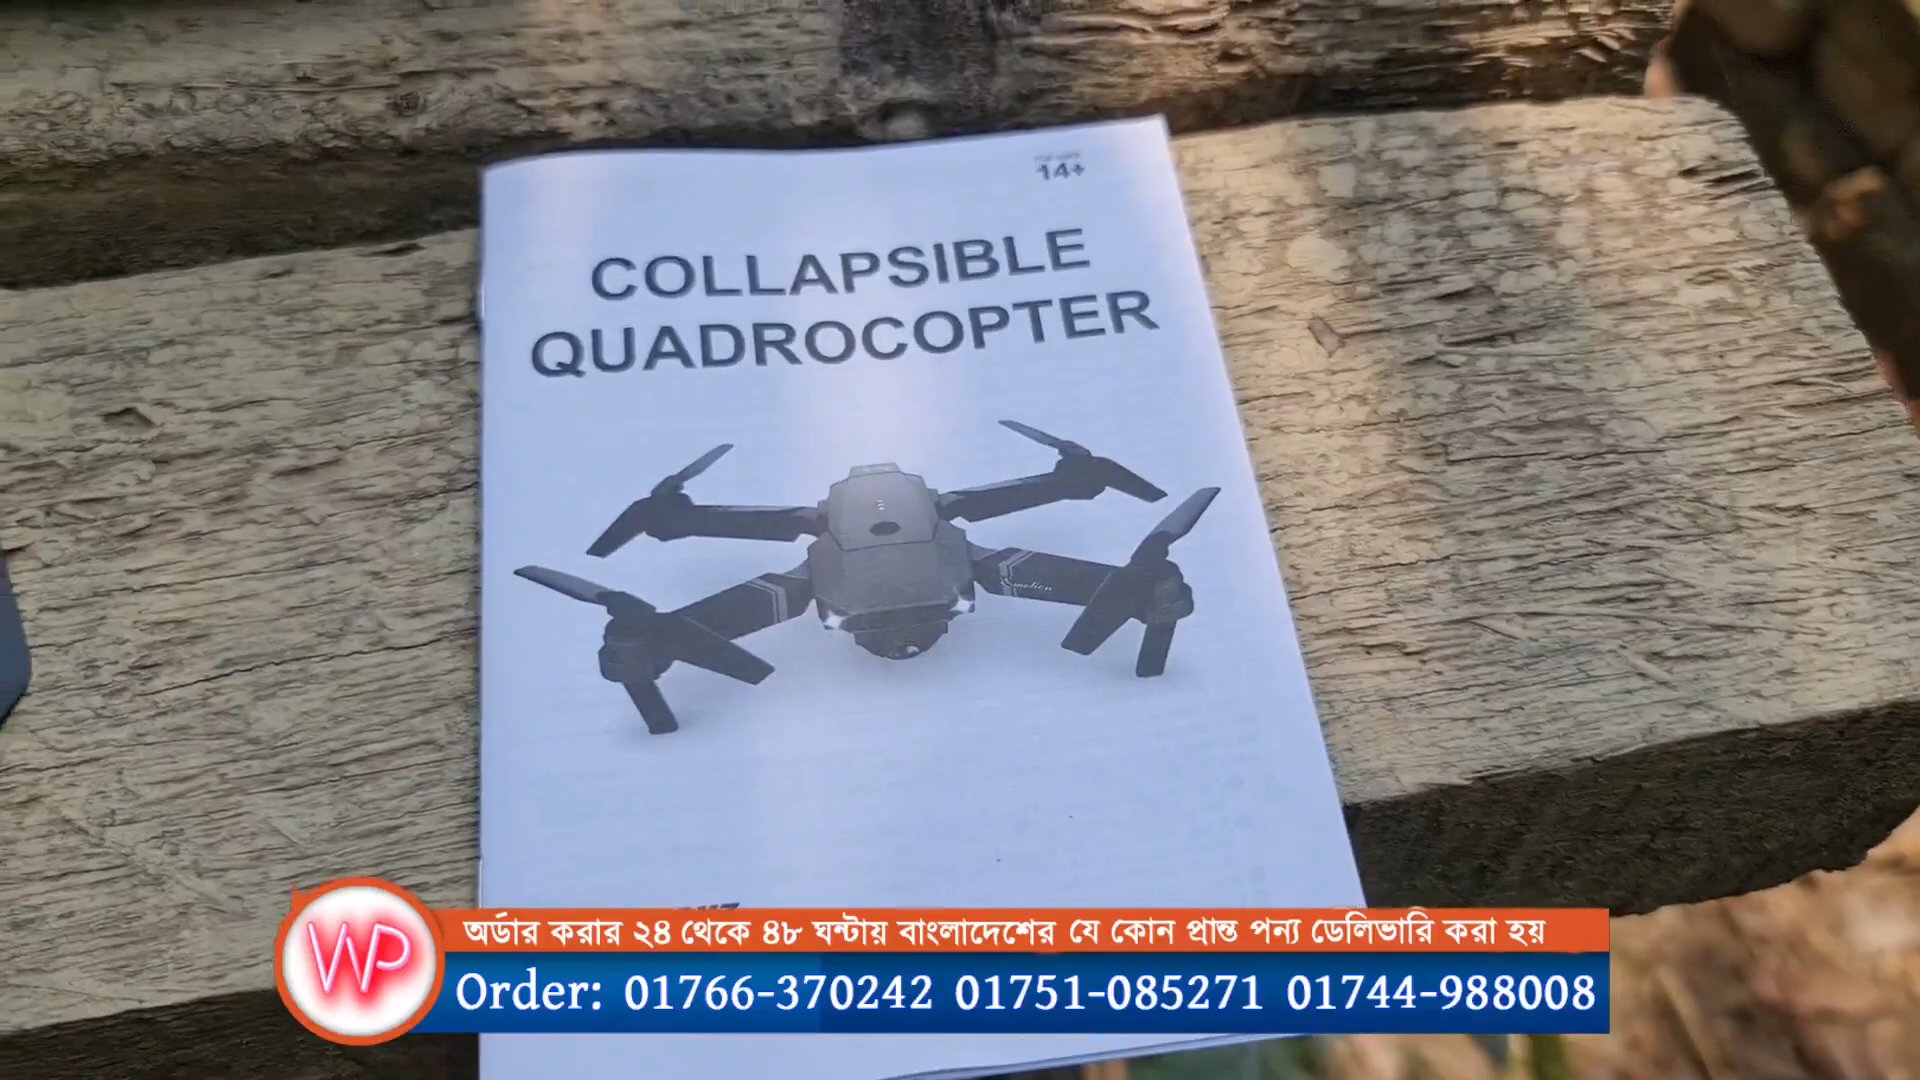 14+
COLLAPSIBLE
QUADROCOPTER
WP
অর্ডার করার ২৪ থেকে ৪৮ ঘন্টায় বাংলাদেশের যে কোন প্রান্ত পন্য ডেলিভারি করা হয়
Order: 01766-370242 01751-085271 01744-988008